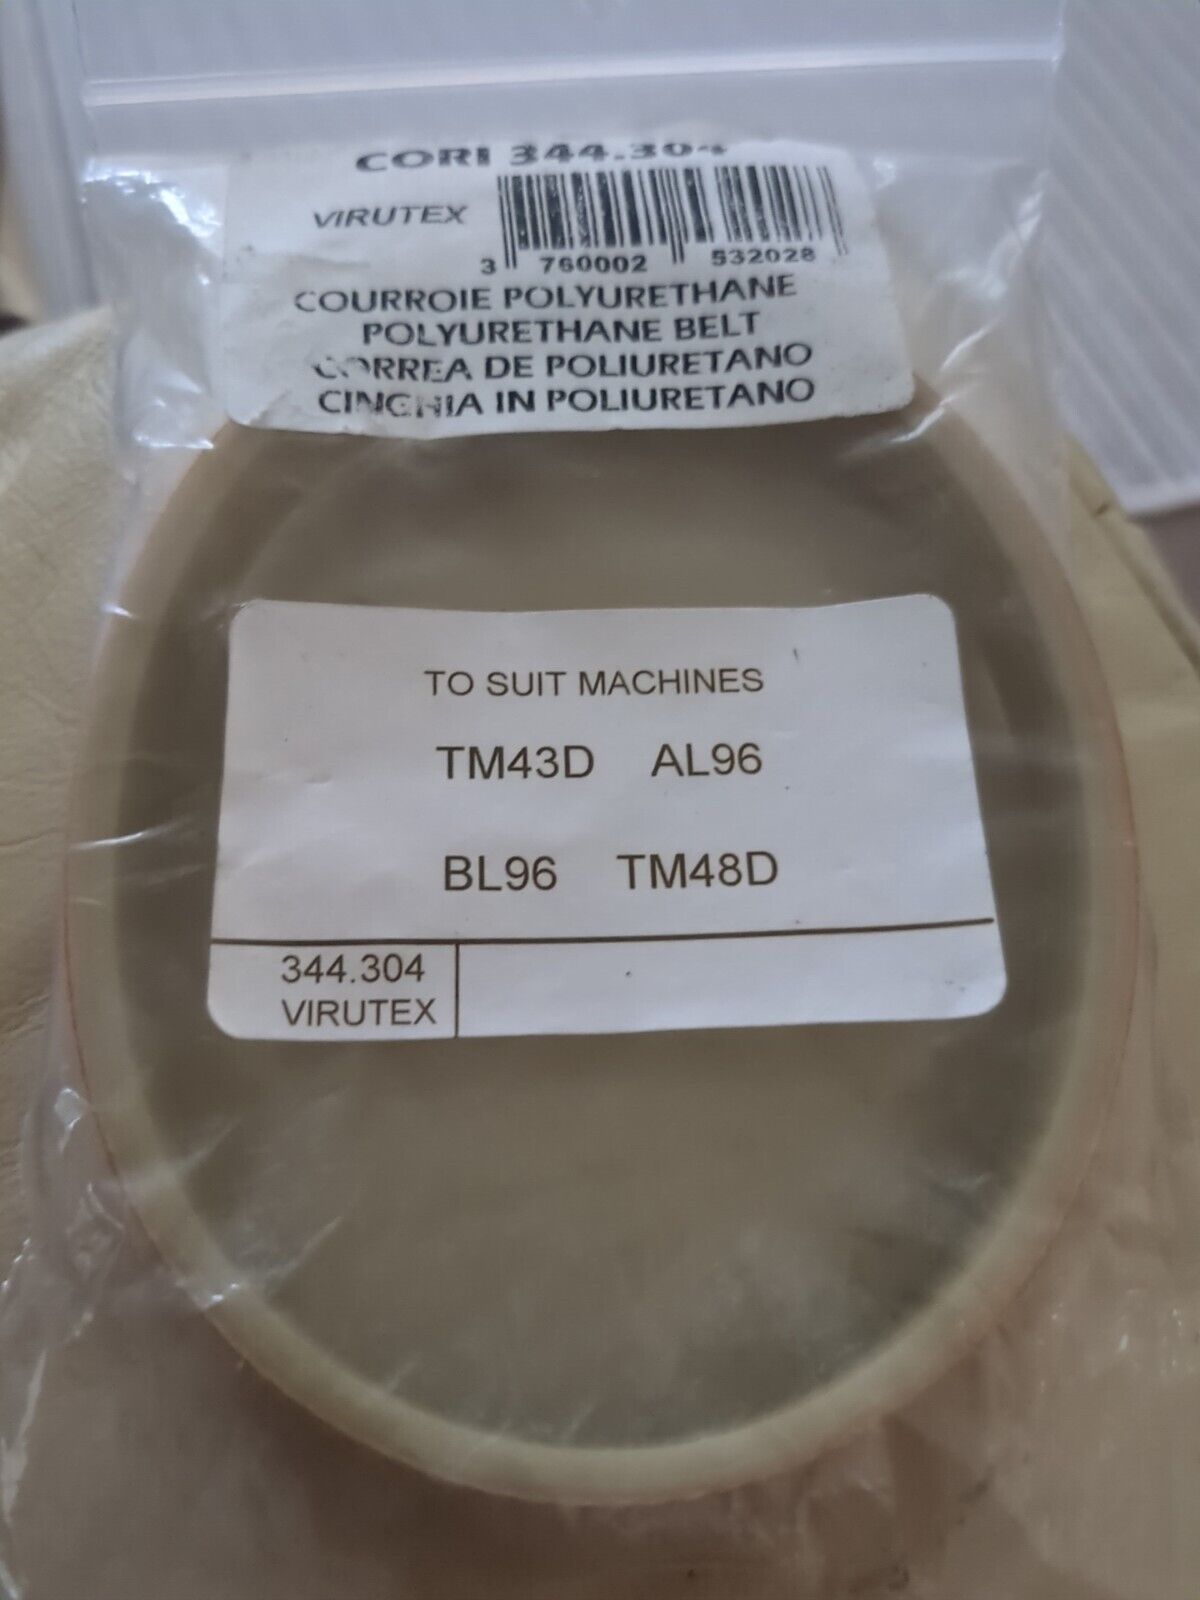 CORI 344.304
VIRUTEX
3 760002 532028
COURROIE POLYURETHANE
POLYURETHANE BELT
CORREA DE POLIURETANO
CINGHIA IN POLIURETANO
TO SUIT MACHINES
TM43D AL96
BL96 TM48D
344.304
VIRUTEX